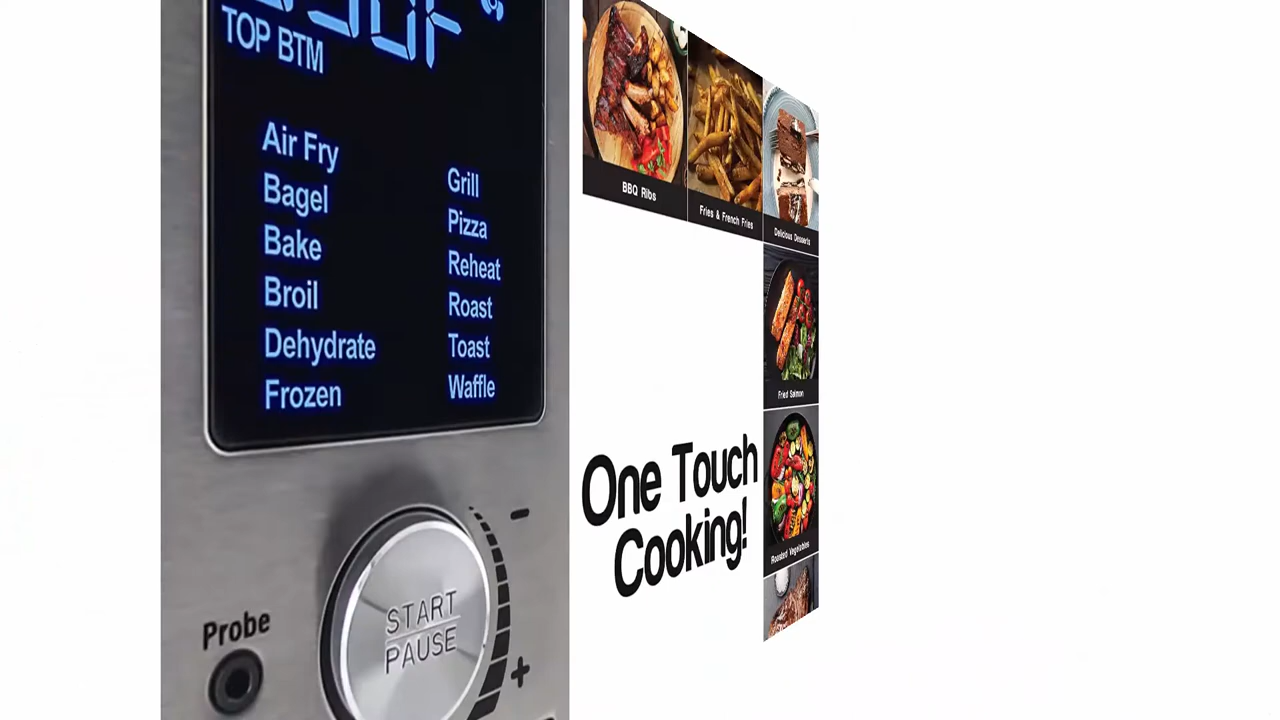 TOP BTM
Air Fry
Bagel
Bake
Broil
Dehydrate
Frozen
Grill
Pizza
Reheat
Roast
Toast
Waffle
Probe
START
PAUSE
-
+
BBQ Ribs
Fries & French Fries
Delicious Desserts
Fried Salmon
Roasted Vegetables
One Touch
Cooking!